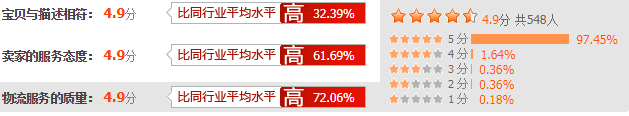 宝贝与描述相符： 4.9分 比同行业平均水平 高 32.39%
卖家的服务态度： 4.9分 比同行业平均水平 高 61.69%
物流服务的质量： 4.9分 比同行业平均水平 高 72.06%
4.9分 共548人
5分 97.45%
4分 1.64%
3分 0.36%
2分 0.36%
1分 0.18%